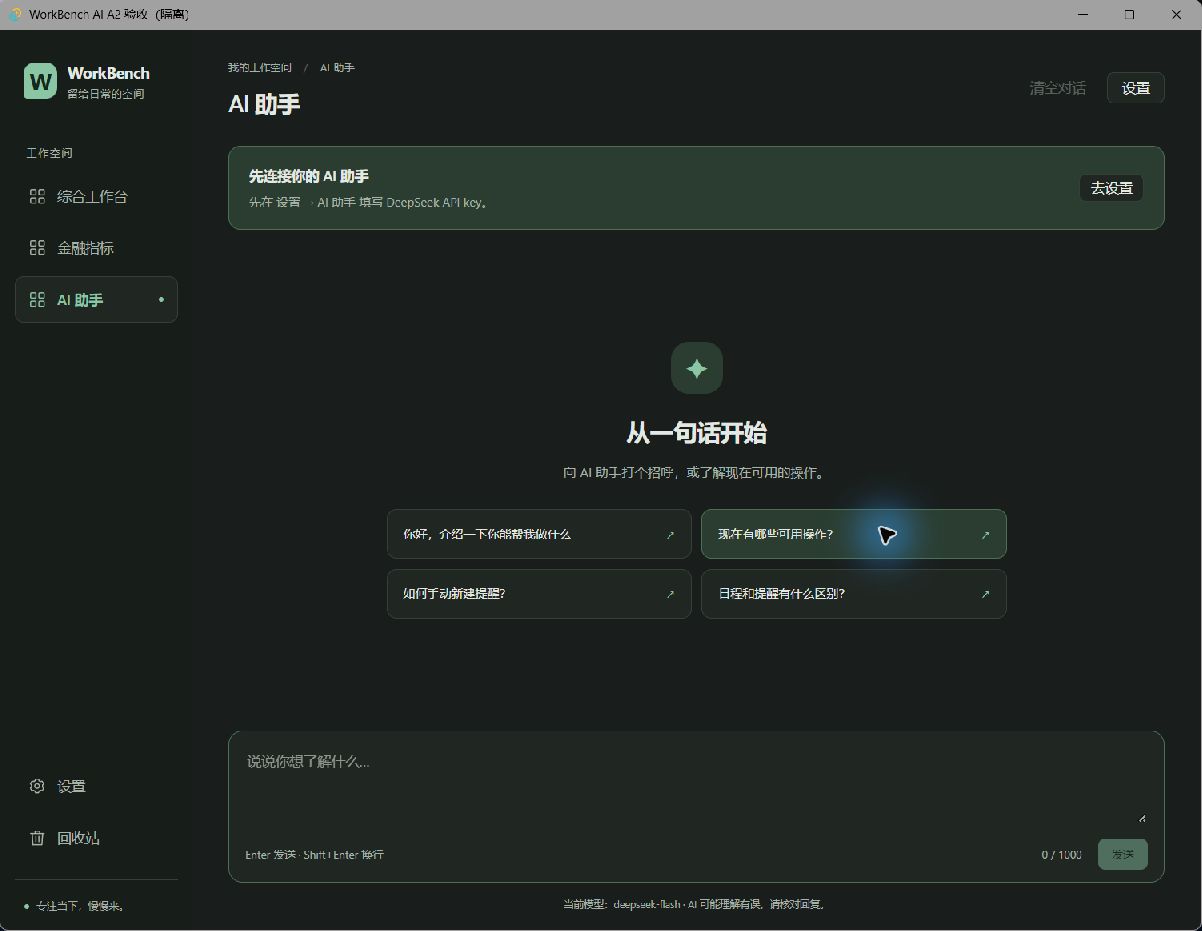 WorkBench AI A2 验收（隔离）
W
WorkBench
留给日常的空间
工作空间
综合工作台
金融指标
AI 助手
设置
回收站
专注当下，慢慢来。
我的工作空间 / AI 助手
AI 助手
清空对话
设置
先连接你的 AI 助手
先在 设置 → AI 助手 填写 DeepSeek API key。
去设置
从一句话开始
向 AI 助手打个招呼，或了解现在可用的操作。
你好，介绍一下你能帮我做什么 ↗
现在有哪些可用操作？ ↗
如何手动新建提醒？ ↗
日程和提醒有什么区别？ ↗
说说你想了解什么...
Enter 发送 · Shift+Enter 换行
0 / 1000
发送
当前模型：deepseek-flash · AI 可能理解有误，请核对回复。